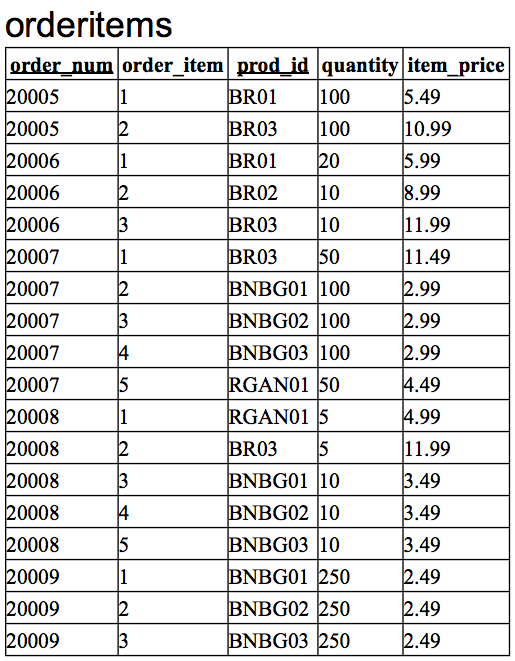 orderitems
order_num order_item prod_id quantity item_price
20005 1 BR01 100 5.49
20005 2 BR03 100 10.99
20006 1 BR01 20 5.99
20006 2 BR02 10 8.99
20006 3 BR03 10 11.99
20007 1 BR03 50 11.49
20007 2 BNBG01 100 2.99
20007 3 BNBG02 100 2.99
20007 4 BNBG03 100 2.99
20007 5 RGAN01 50 4.49
20008 1 RGAN01 5 4.99
20008 2 BR03 5 11.99
20008 3 BNBG01 10 3.49
20008 4 BNBG02 10 3.49
20008 5 BNBG03 10 3.49
20009 1 BNBG01 250 2.49
20009 2 BNBG02 250 2.49
20009 3 BNBG03 250 2.49